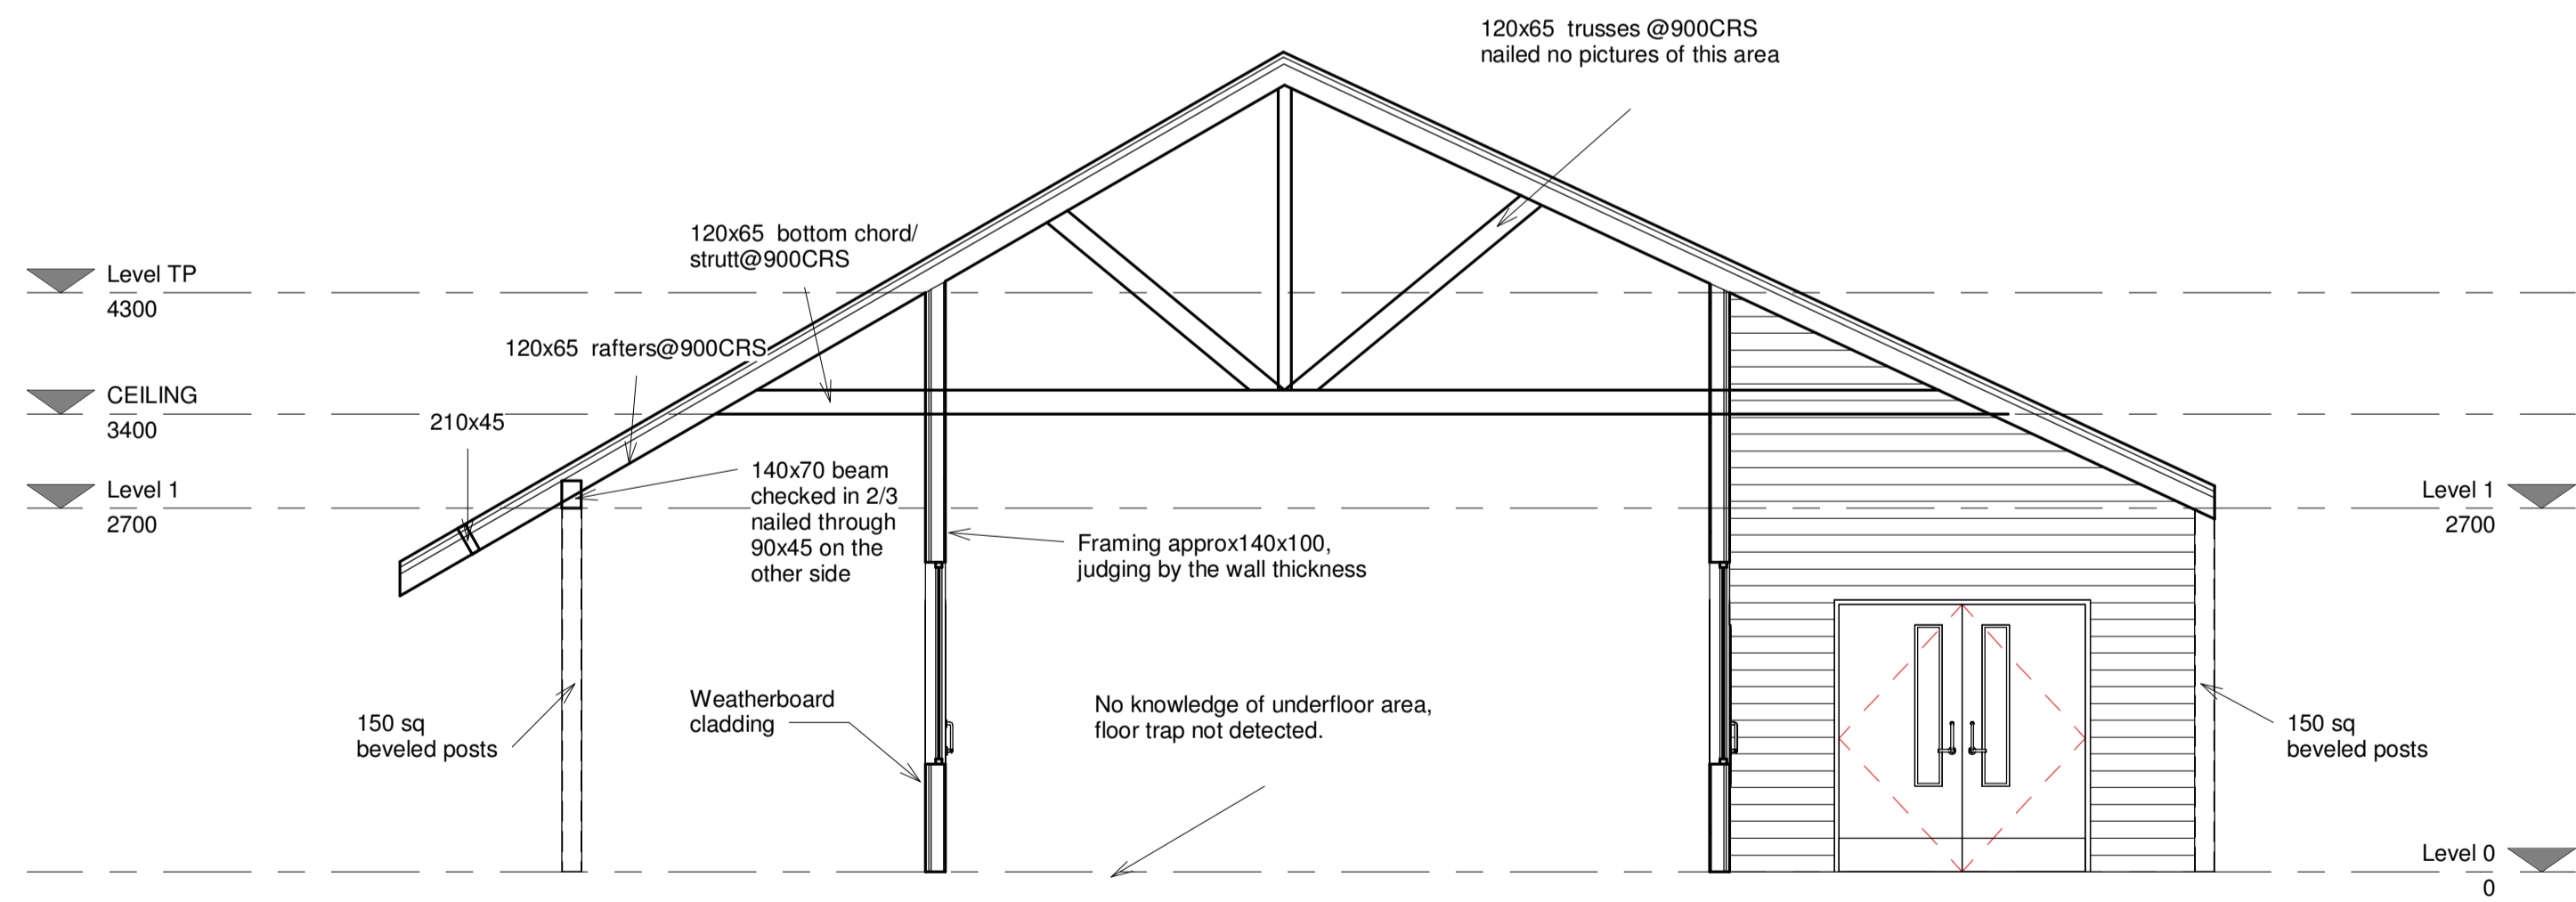 120x65 trusses @900CRS
nailed no pictures of this area
120x65 bottom chord/
strutt@900CRS
Level TP
4300
120x65 rafters@900CRS
CEILING
3400
210x45
Level 1
2700
140x70 beam
checked in 2/3
nailed through
90x45 on the
other side
Framing approx140x100,
judging by the wall thickness
Level 1
2700
Weatherboard
cladding
No knowledge of underfloor area,
floor trap not detected.
150 sq
beveled posts
150 sq
beveled posts
Level 0
0